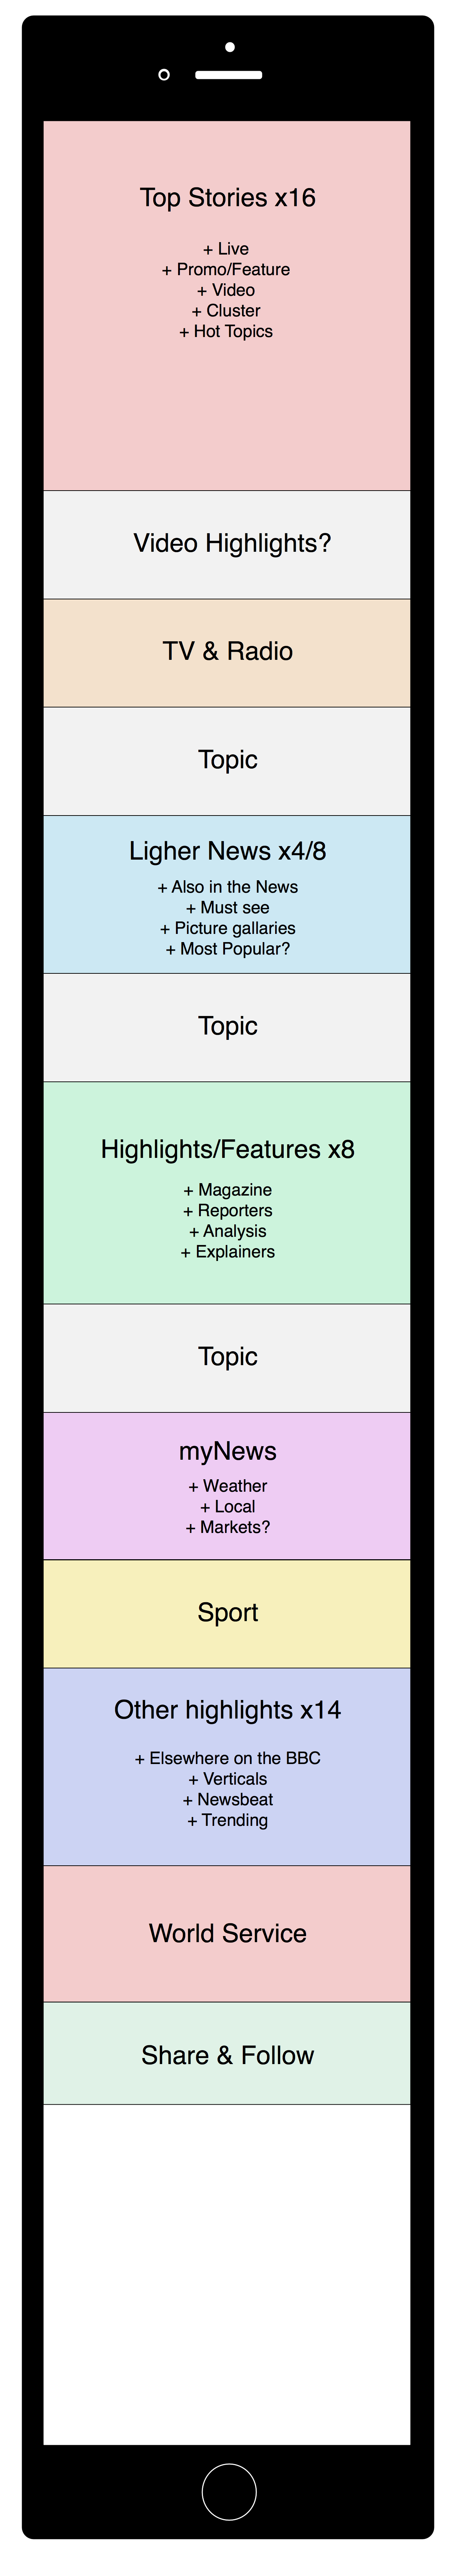 Top Stories x16
+ Live
+ Promo/Feature
+ Video
+ Cluster
+ Hot Topics
Video Highlights?
TV & Radio
Topic
Ligher News x4/8
+ Also in the News
+ Must see
+ Picture gallaries
+ Most Popular?
Topic
Highlights/Features x8
+ Magazine
+ Reporters
+ Analysis
+ Explainers
Topic
myNews
+ Weather
+ Local
+ Markets?
Sport
Other highlights x14
+ Elsewhere on the BBC
+ Verticals
+ Newsbeat
+ Trending
World Service
Share & Follow